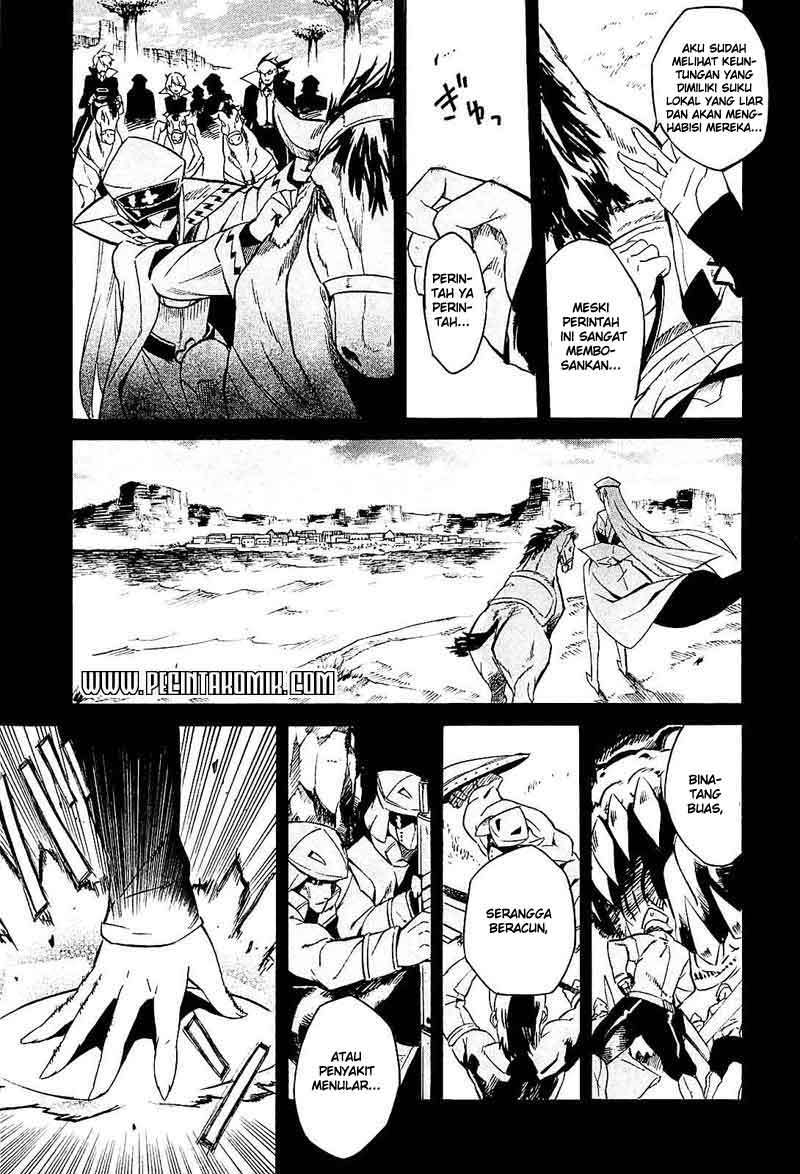 AKU SUDAH
MELIHAT KEUN-
TUNGAN YANG
DIMILIKI SUKU
LOKAL YANG LIAR
DAN AKAN MENG-
HABISI MEREKA...
MESKI
PERINTAH
INI SANGAT
MEMBO-
SANKAN...
ぎゅっ
PERIN-
TAH YA
PERIN-
TAH...
WWW.PECINTAKOMIK.COM
BINA-
TANG
BUAS,
SERANGGA
BERACUN,
ATAU
PENYAKIT
MENULAR...